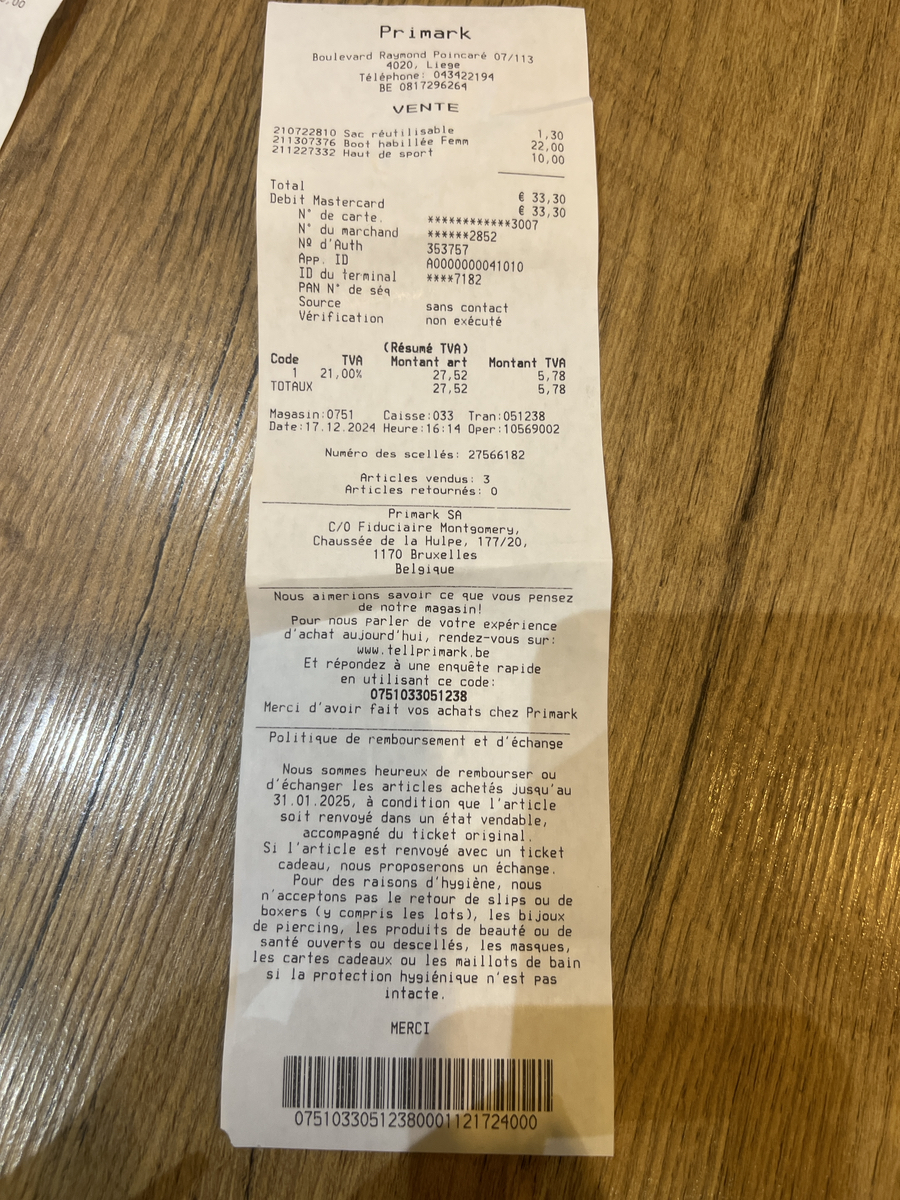 Primark
Boulevard Raymond Poincaré 07/113
4020, Liege
Téléphone: 043422194
BE 0817296264
VENTE
210722810 Sac réutilisable 1,30
211307376 Boot habillée Femm 22,00
211227332 Haut de sport 10,00
Total € 33,30
Debit Mastercard € 33,30
N° de carte. ************3007
N° du marchand ******2852
Nº d'Auth 353757
App. ID A0000000041010
ID du terminal ****7182
PAN N° de séq
Source sans contact
Vérification non exécuté
(Résumé TVA)
Code TVA Montant art Montant TVA
1 21,00% 27,52 5,78
TOTAUX 27,52 5,78
Magasin:0751 Caisse:033 Tran:051238
Date:17.12.2024 Heure:16:14 Oper:10569002
Numéro des scellés: 27566182
Articles vendus: 3
Articles retournés: 0
Primark SA
C/O Fiduciaire Montgomery,
Chaussée de la Hulpe, 177/20,
1170 Bruxelles
Belgique
Nous aimerions savoir ce que vous pensez
de notre magasin!
Pour nous parler de votre expérience
d'achat aujourd'hui, rendez-vous sur:
www.tellprimark.be
Et répondez à une enquête rapide
en utilisant ce code:
0751033051238
Merci d'avoir fait vos achats chez Primark
Politique de remboursement et d'échange
Nous sommes heureux de rembourser ou
d'échanger les articles achetés jusqu'au
31.01.2025, à condition que l'article
soit renvoyé dans un état vendable,
accompagné du ticket original.
Si l'article est renvoyé avec un ticket
cadeau, nous proposerons un échange.
Pour des raisons d'hygiène, nous
n'acceptons pas le retour de slips ou de
boxers (y compris les lots), les bijoux
de piercing, les produits de beauté ou de
santé ouverts ou descellés, les masques,
les cartes cadeaux ou les maillots de bain
si la protection hygiénique n'est pas
intacte.
MERCI
07510330512380001121724000